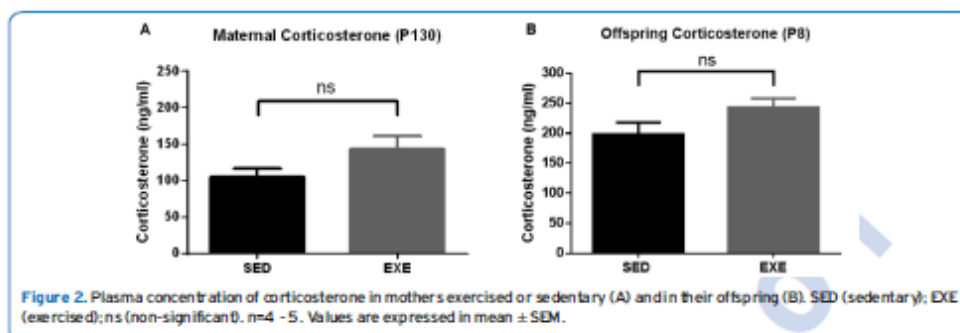 A
Maternal Corticosterone (P130)
Corticosterone (ng/ml)
250
200
150
100
50
0
ns
SED
EXE
B
Offspring Corticosterone (P8)
Corticosterone (ng/ml)
300
250
200
150
100
50
0
ns
SED
EXE
Figure 2. Plasma concentration of corticosterone in mothers exercised or sedentary (A) and in their offspring (B). SED (sedentary); EXE
(exercised); ns (non-significant). n=4 - 5. Values are expressed in mean ± SEM.